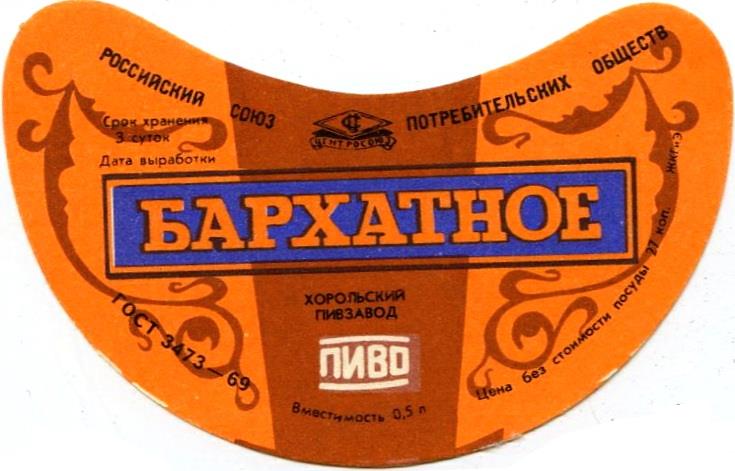 РОССИЙСКИЙ СОЮЗ ПОТРЕБИТЕЛЬСКИХ ОБЩЕСТВ
ЦЕНТРОСОЮЗ
Срок хранения
3 суток
Дата выработки
БАРХАТНОЕ
ХОРОЛЬСКИЙ
ПИВЗАВОД
ПИВО
Вместимость 0,5 л
ГОСТ 3473—69
Цена без стоимости посуды 27 коп.